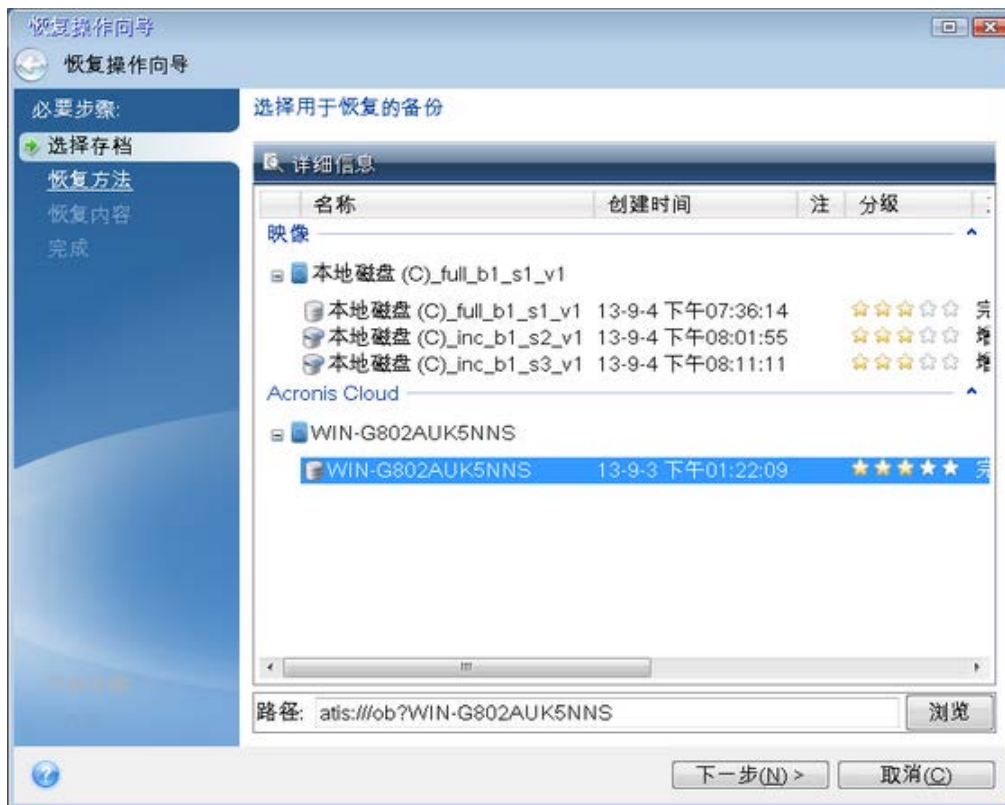 恢复操作向导
恢复操作向导
必要步骤:
选择存档
恢复方法
恢复内容
完成
选择用于恢复的备份
详细信息
名称 创建时间 注 分级
映像
本地磁盘 (C)_full_b1_s1_v1
本地磁盘 (C)_full_b1_s1_v1 13-9-4 下午07:36:14 完
本地磁盘 (C)_inc_b1_s2_v1 13-9-4 下午08:01:55 增
本地磁盘 (C)_inc_b1_s3_v1 13-9-4 下午08:11:11 增
Acronis Cloud
WIN-G802AUK5NNS
WIN-G802AUK5NNS 13-9-3 下午01:22:09 完
路径: atis:///ob?WIN-G802AUK5NNS 浏览
下一步(N) > 取消(C)